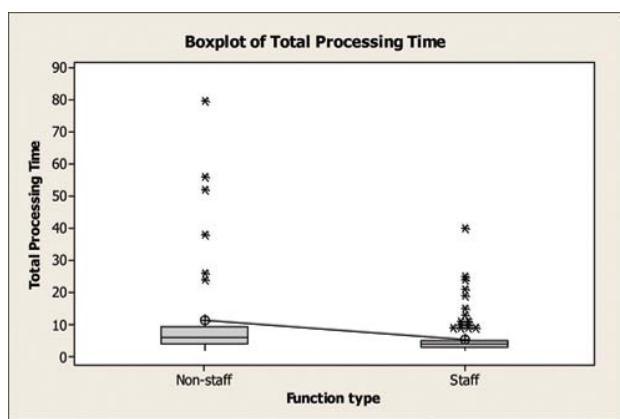 Boxplot of Total Processing Time
90
80
70
60
50
40
30
20
10
0
Total Processing Time
Non-staff
Staff
Function type